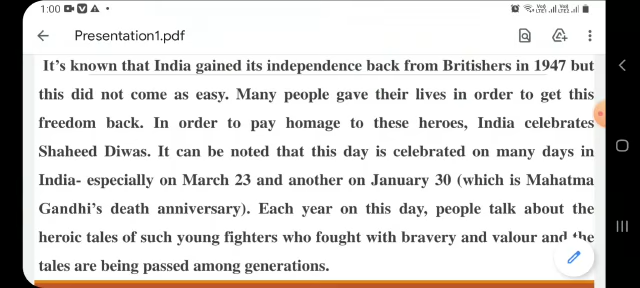 1:00
Presentation1.pdf
It's known that India gained its independence back from Britishers in 1947 but
this did not come as easy. Many people gave their lives in order to get this
freedom back. In order to pay homage to these heroes, India celebrates
Shaheed Diwas. It can be noted that this day is celebrated on many days in
India- especially on March 23 and another on January 30 (which is Mahatma
Gandhi's death anniversary). Each year on this day, people talk about the
heroic tales of such young fighters who fought with bravery and valour and the
tales are being passed among generations.